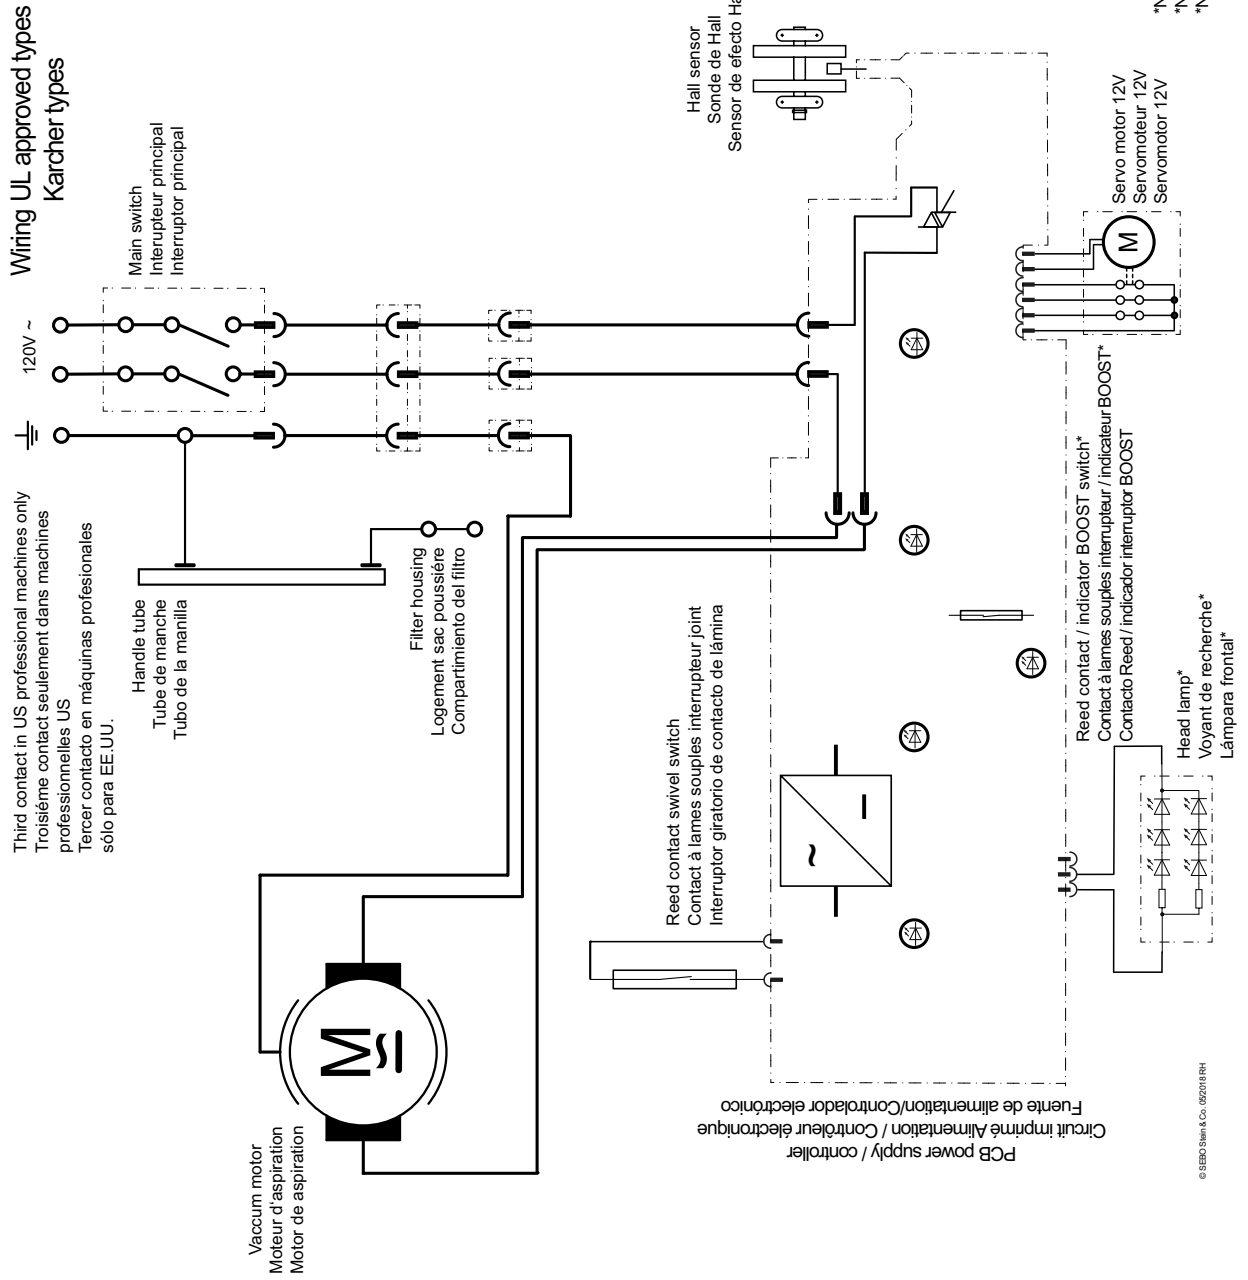 Wiring UL approved types
Karcher types
120V ~
Main switch
Interupteur principal
Interruptor principal
Third contact in US professional machines only
Troisiéme contact seulement dans machines
professionnelles US
Tercer contacto en máquinas profesionales
sólo para EE.UU.
Handle tube
Tube de manche
Tubo de la manilla
Filter housing
Logement sac poussiére
Compartimiento del filtro
Vaccum motor
Moteur d'aspiration
Motor de aspiration
M
Hall sensor
Sonde de Hall
Sensor de efecto Ha
Reed contact swivel switch
Contact à lames souples interrupteur joint
Interruptor giratorio de contacto de lámina
~
Servo motor 12V
Servomoteur 12V
Servomotor 12V
M
Reed contact / indicator BOOST switch*
Contact à lames souples interrupteur / indicateur BOOST*
Contacto Reed / indicador interruptor BOOST
Head lamp*
Voyant de recherche*
Lámpara frontal*
PCB power supply / controller
Circuit imprimé Alimentation / Contrôleur électronique
Fuente de alimentation/Controlador electrónico
*N
*N
*N
© SEBO Stein & Co. 05/2018 RH